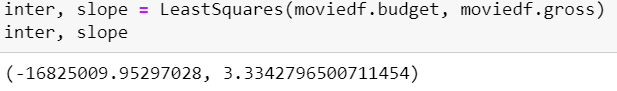 inter, slope = LeastSquares(moviedf.budget, moviedf.gross)
inter, slope
(-16825009.95297028, 3.3342796500711454)